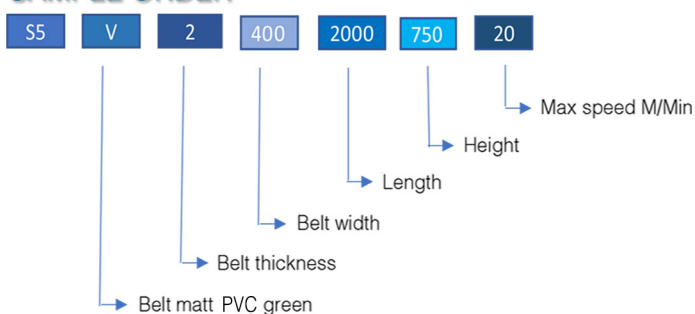 S5 V 2 400 2000 750 20
Max speed M/Min
Height
Length
Belt width
Belt thickness
Belt matt PVC green